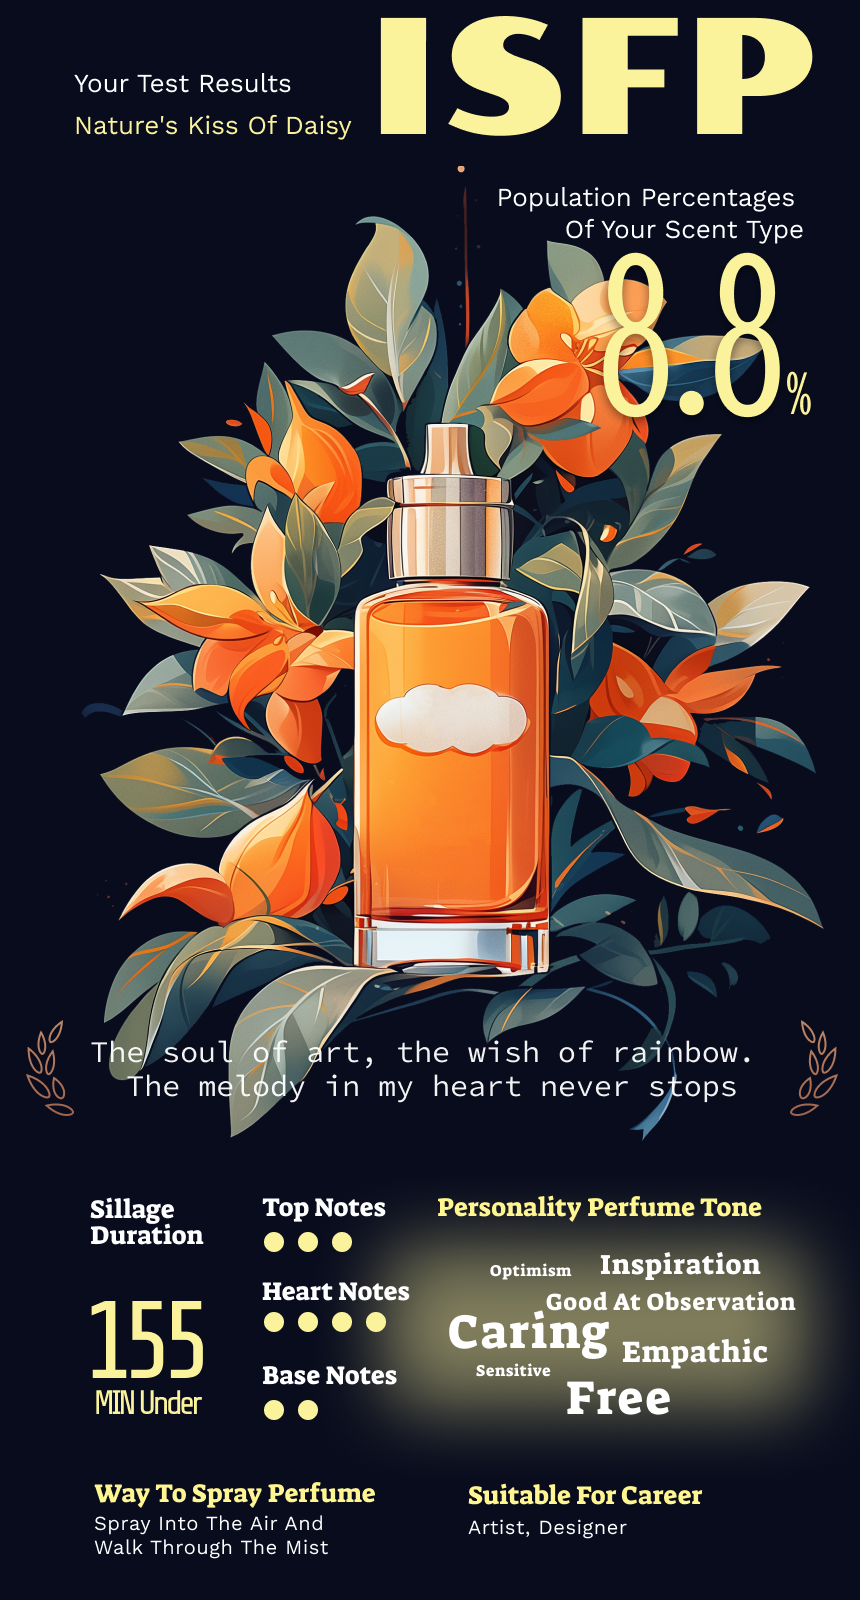 ISFP
Your Test Results
Nature's Kiss Of Daisy
Population Percentages
Of Your Scent Type
8.8%
The soul of art, the wish of rainbow.
The melody in my heart never stops
Sillage
Duration
155
MIN Under
Top Notes
Heart Notes
Base Notes
Personality Perfume Tone
Optimism
Inspiration
Good At Observation
Caring
Empathic
Sensitive
Free
Way To Spray Perfume
Spray Into The Air And
Walk Through The Mist
Suitable For Career
Artist, Designer